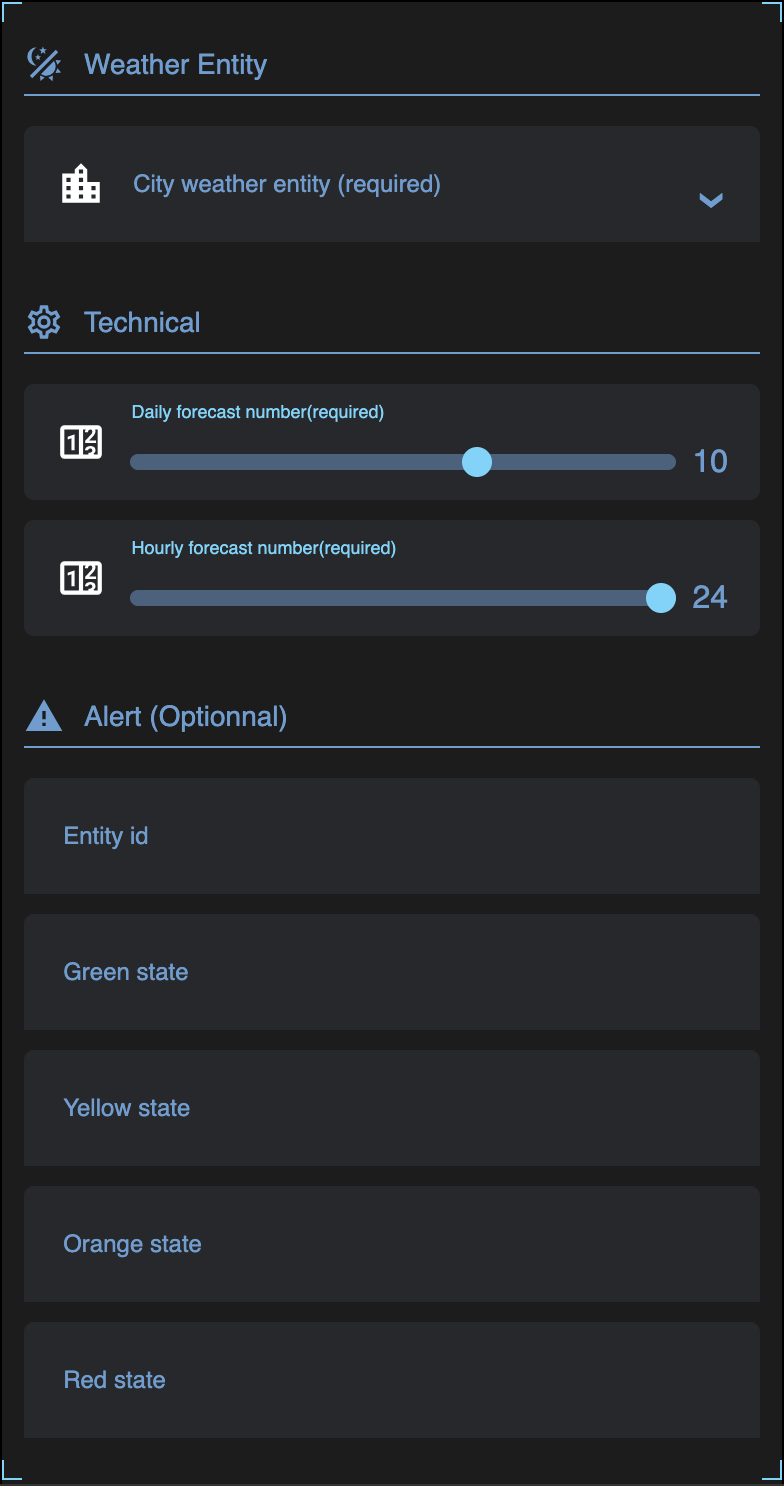 Weather Entity
City weather entity (required)
Technical
Daily forecast number(required)
10
Hourly forecast number(required)
24
Alert (Optionnal)
Entity id
Green state
Yellow state
Orange state
Red state